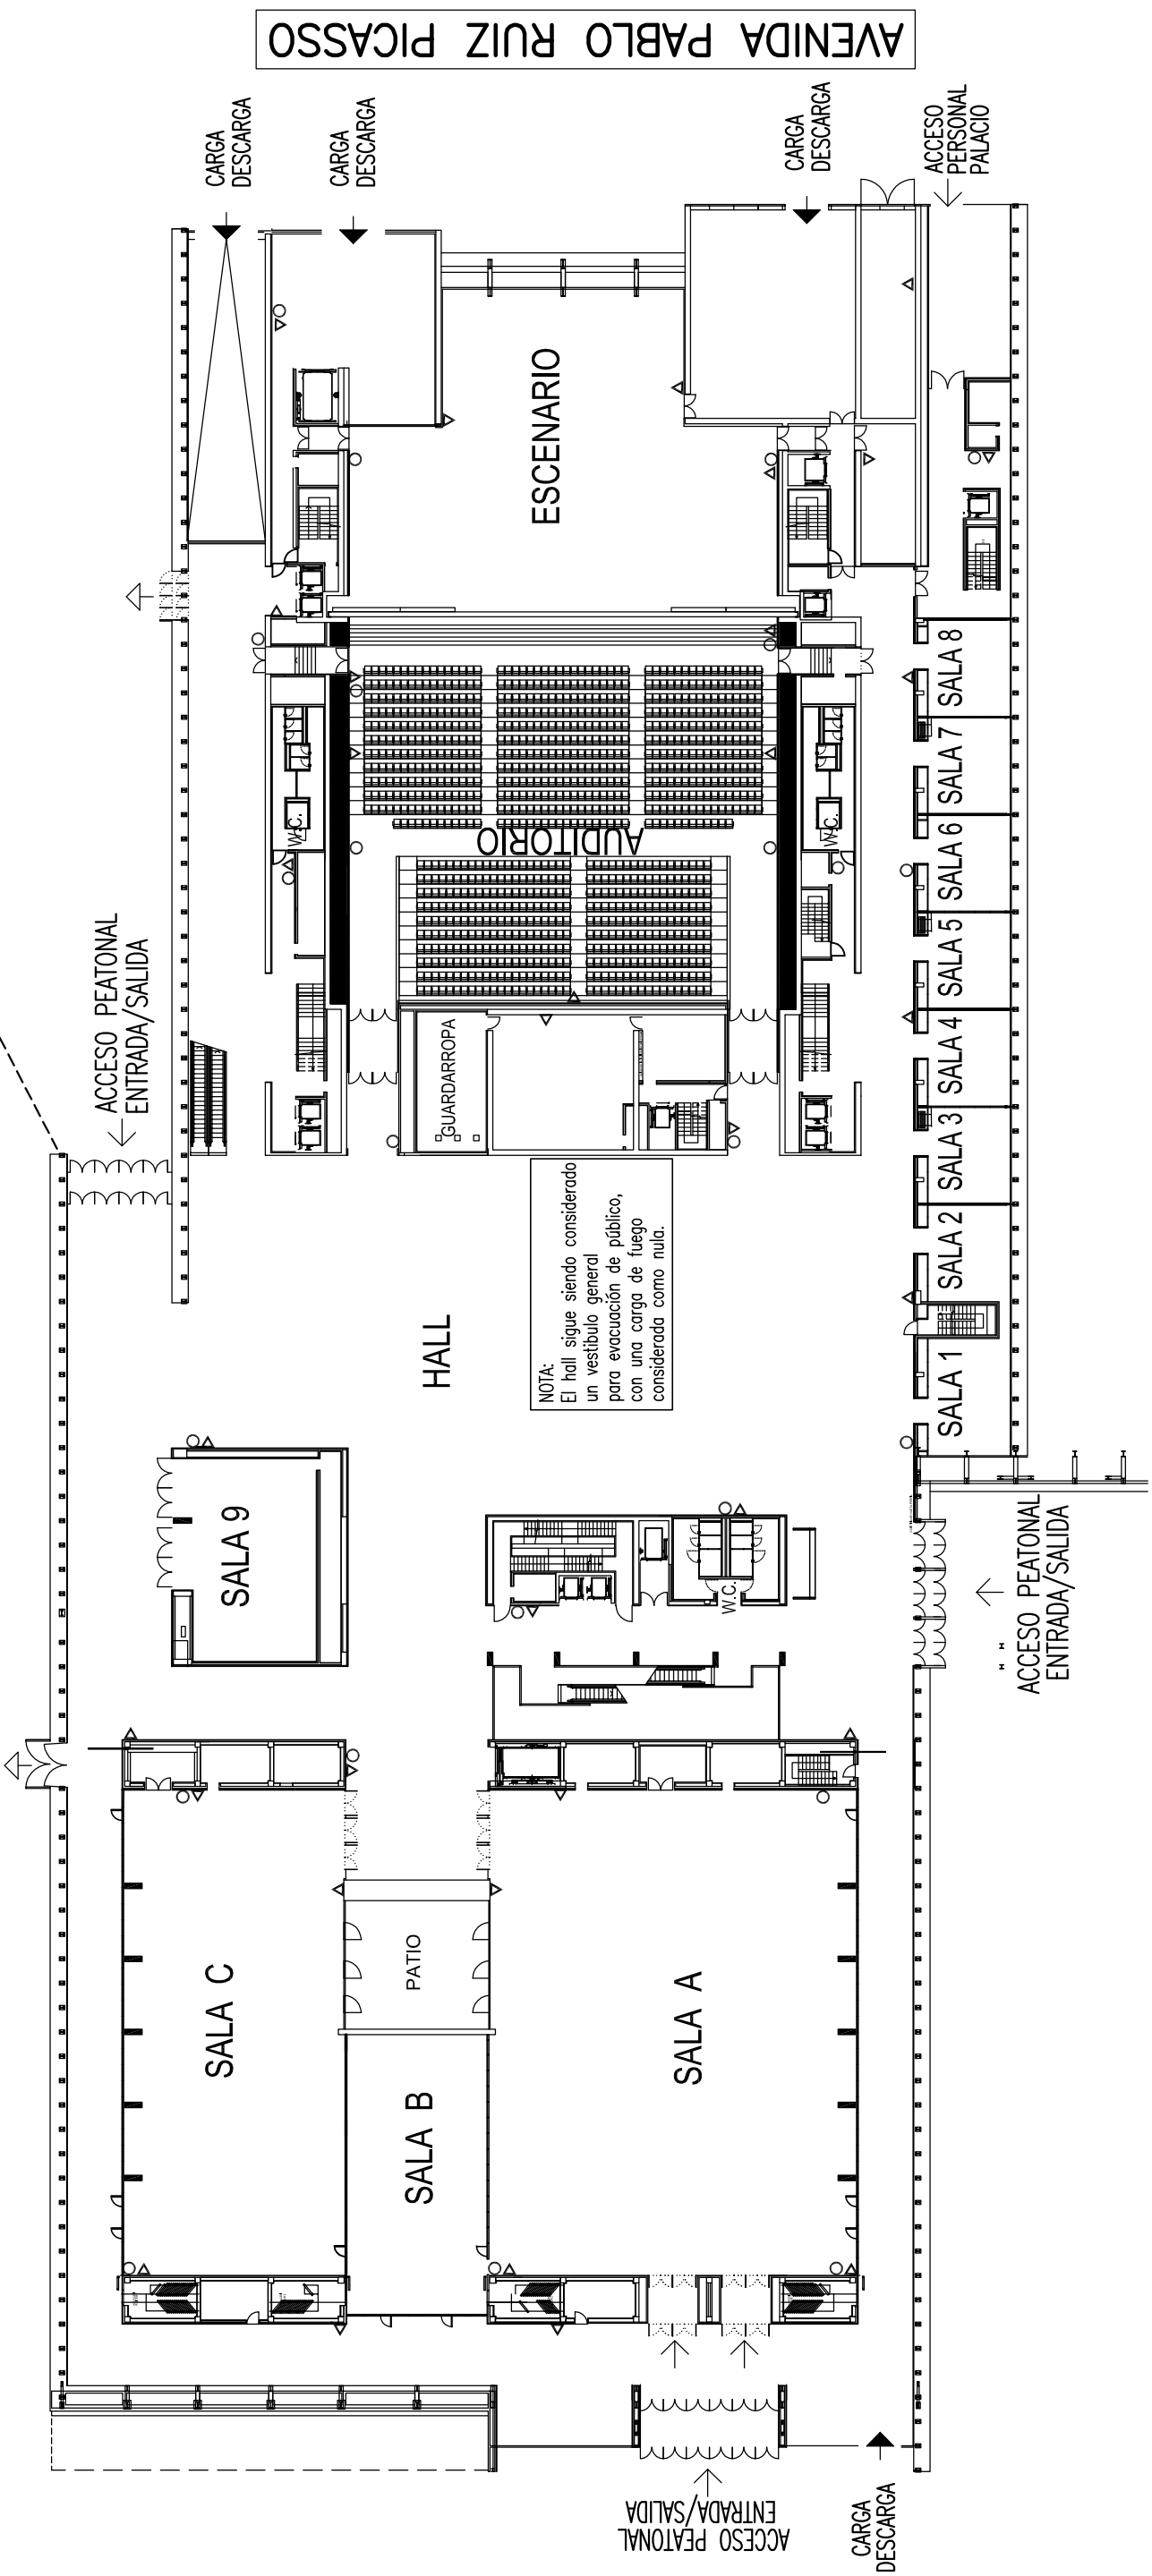 AVENIDA PABLO RUIZ PICASSO
CARGA
DESCARGA
CARGA
DESCARGA
CARGA
DESCARGA
ACCESO
PERSONAL
PALACIO
ESCENARIO
SALA 8
SALA 7
SALA 6
SALA 5
SALA 4
SALA 3
SALA 2
SALA 1
W.C.
W.C.
AUDITORIO
ACCESO PEATONAL
ENTRADA/SALIDA
GUARDARROPA
NOTA:
El hall sigue siendo considerado
un vestibulo general
para evacuación de público,
con una carga de fuego
considerada como nula.
HALL
SALA 9
W.C.
ACCESO PEATONAL
ENTRADA/SALIDA
SALA C
PATIO
SALA A
SALA B
ACCESO PEATONAL
ENTRADA/SALIDA
CARGA
DESCARGA